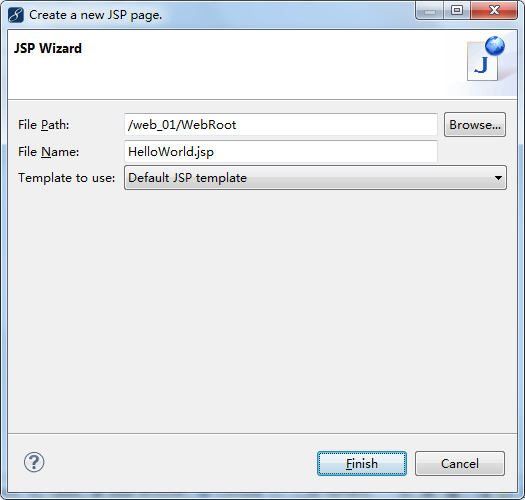 Create a new JSP page.
JSP Wizard
J
File Path: /web_01/WebRoot Browse...
File Name: HelloWorld.jsp
Template to use: Default JSP template
? Finish Cancel